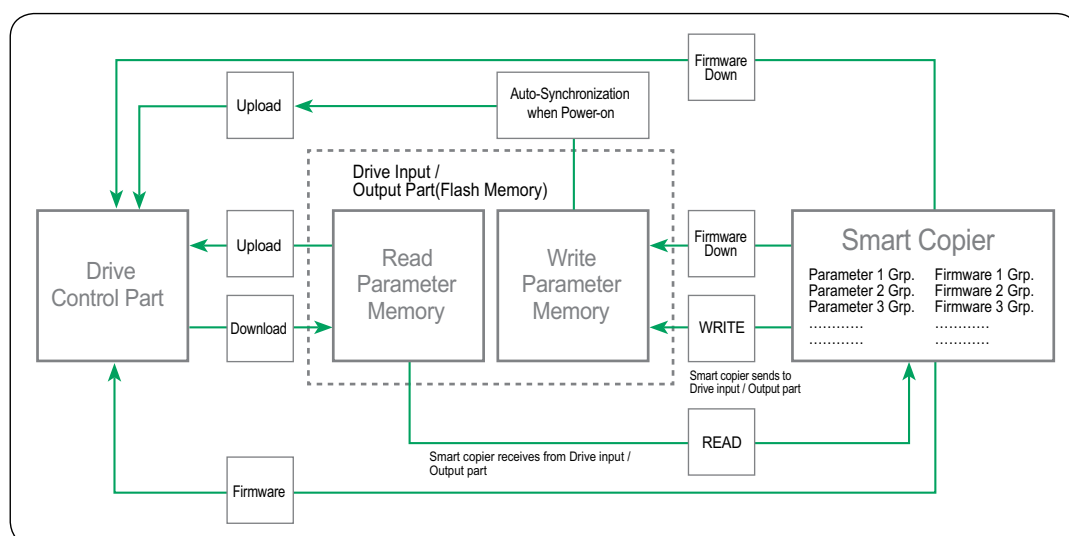 Firmware
Down
Upload
Auto-Synchronization
when Power-on
Drive Input /
Output Part(Flash Memory)
Drive
Control Part
Upload
Download
Read
Parameter
Memory
Write
Parameter
Memory
Firmware
Down
WRITE
Smart copier sends to
Drive input / Output part
Smart Copier
Parameter 1 Grp. Firmware 1 Grp.
Parameter 2 Grp. Firmware 2 Grp.
Parameter 3 Grp. Firmware 3 Grp.
............ ............
............ ............
READ
Smart copier receives from Drive input /
Output part
Firmware